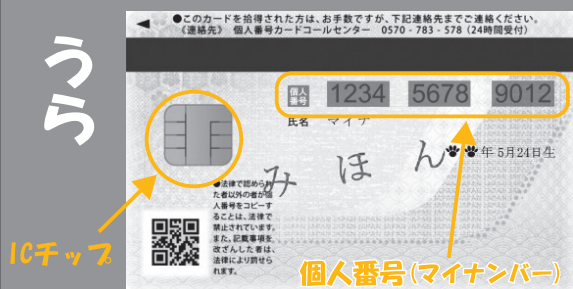 うら
●このカードを拾得された方は、お手数ですが、下記連絡先までご連絡ください。
《連絡先》 個人番号カードコールセンター 0570-783-578（24時間受付）
個人番号 1234 5678 9012
氏名 マイナ
年5月24日生
みほん
●法律で認められ
た者以外の者が個
人番号をコピーす
ることは、法律で
禁止されています。
また、記載事項を
改ざんした者は、
法律により罰せら
れます。
ICチップ
個人番号(マイナンバー)